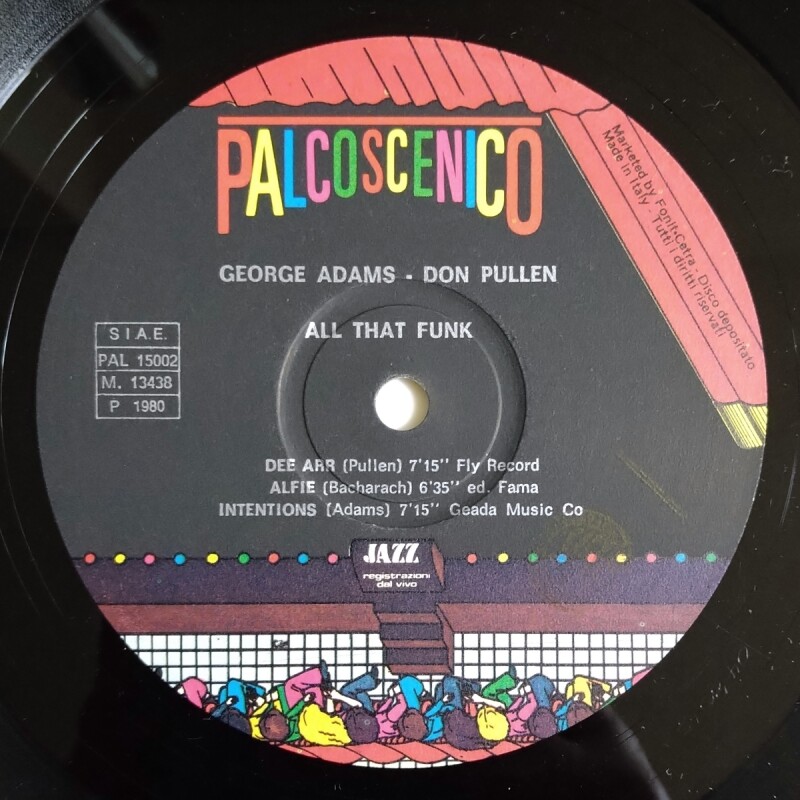 PALCOSCENICO
Marketed by Fonit-Cetra - Disco depositato
Made in Italy - Tutti i diritti riservati
GEORGE ADAMS - DON PULLEN
ALL THAT FUNK
S I A.E.
PAL 15002
M. 13438
P 1980
DEE ARR (Pullen) 7'15'' Fly Record
ALFIE (Bacharach) 6'35'' ed. Fama
INTENTIONS (Adams) 7'15'' Geada Music Co
JAZZ
registrazioni
dal vivo